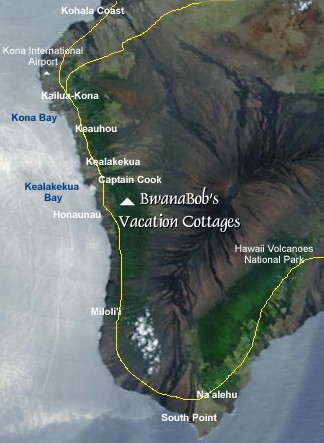 Kohala Coast
Kona International
Airport
Kailua-Kona
Kona Bay
Keauhou
Kealakekua
Captain Cook
Kealakekua
Bay
BwanaBob's
Vacation Cottages
Honaunau
Hawaii Volcanoes
National Park
Miloli'i
Na'alehu
South Point